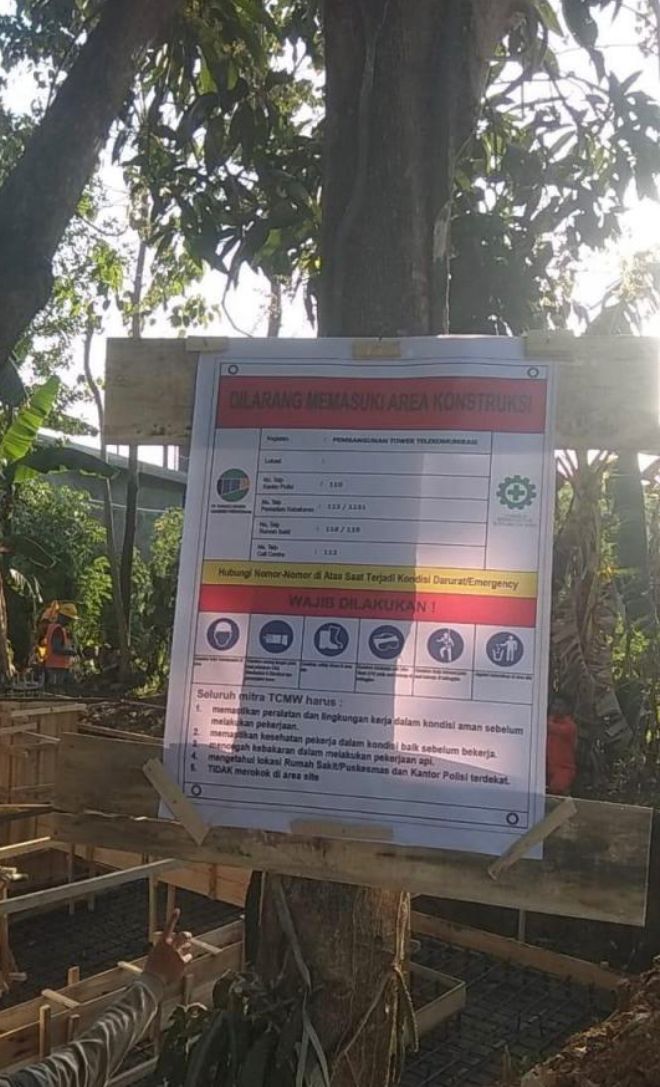 DILARANG MEMASUKI AREA KONSTRUKSI
Kegiatan : PEMBANGUNAN TOWER TELEKOMUNIKASI
Lokasi :
No. Telp
Kantor Polisi : 110
No. Telp
Pemadam Kebakaran : 113 / 1131
No. Telp
Rumah Sakit : 118 / 119
No. Telp
Call Centre : 112
Hubungi Nomor-Nomor di Atas Saat Terjadi Kondisi Darurat/Emergency
WAJIB DILAKUKAN !
Seluruh mitra TCMW harus :
1. memastikan peralatan dan lingkungan kerja dalam kondisi aman sebelum
melakukan pekerjaan.
2. memastikan kesehatan pekerja dalam kondisi baik sebelum bekerja.
3. mencegah kebakaran dalam melakukan pekerjaan api.
4. mengetahui lokasi Rumah Sakit/Puskesmas dan Kantor Polisi terdekat.
5. TIDAK merokok di area site